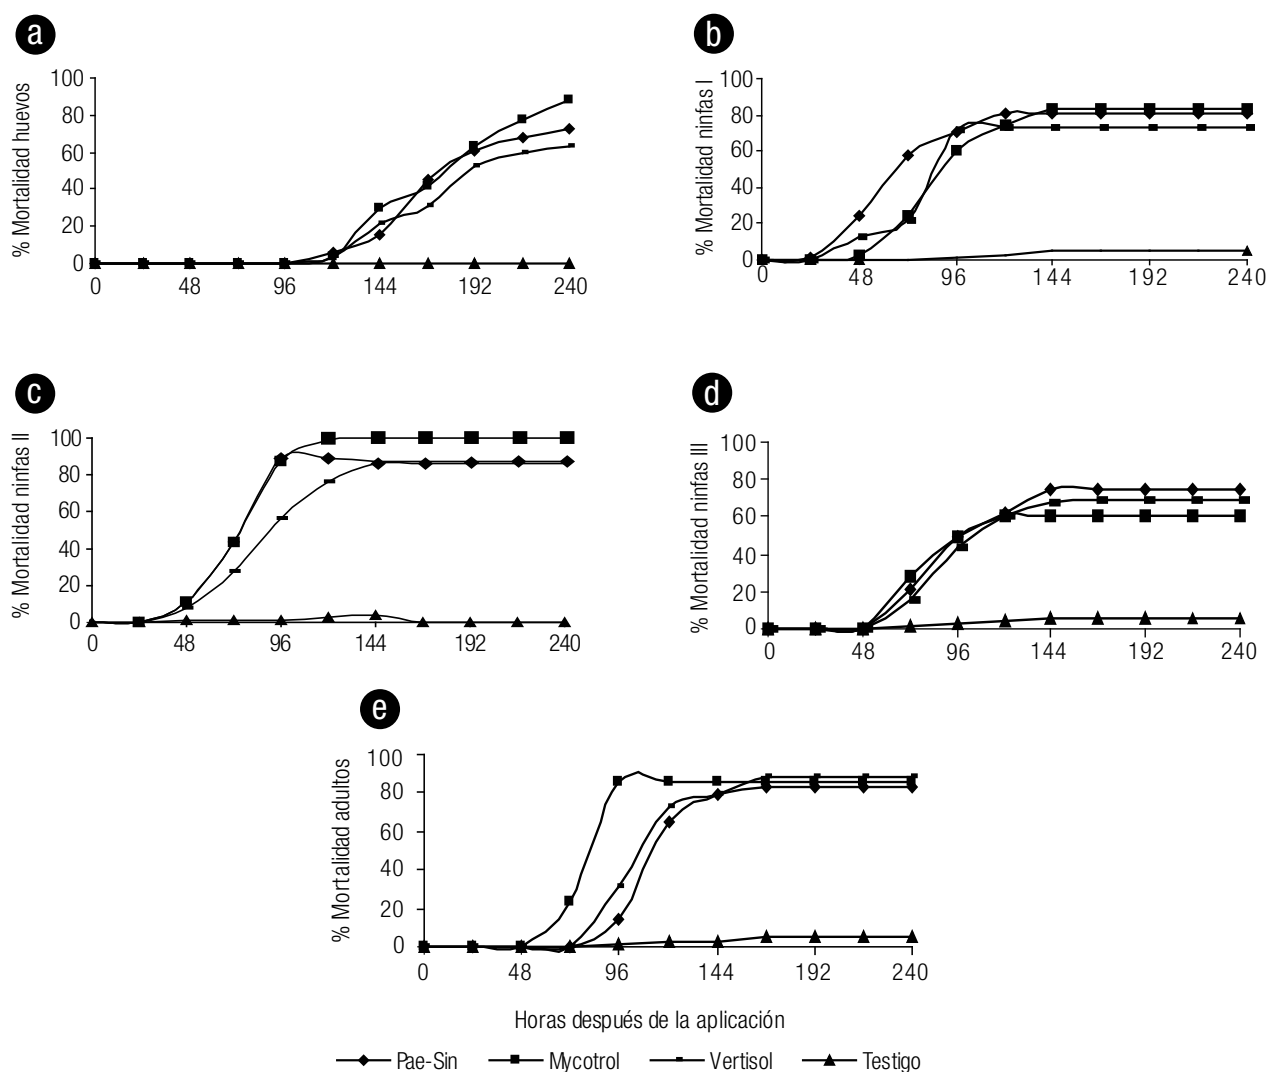 a
% Mortalidad huevos
100
80
60
40
20
0
0 48 96 144 192 240
b
% Mortalidad ninfas I
100
80
60
40
20
0
0 48 96 144 192 240
c
% Mortalidad ninfas II
100
80
60
40
20
0
0 48 96 144 192 240
d
% Mortalidad ninfas III
100
80
60
40
20
0
0 48 96 144 192 240
e
% Mortalidad adultos
100
80
60
40
20
0
0 48 96 144 192 240
Horas después de la aplicación
Pae-Sin Mycotrol Vertisol Testigo